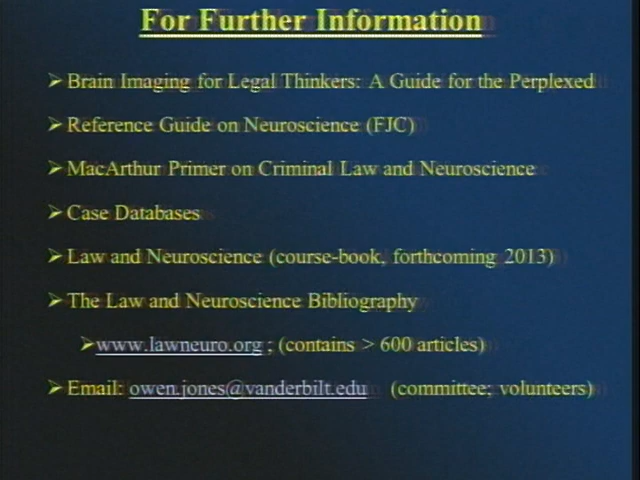 For Further Information
➢Brain Imaging for Legal Thinkers: A Guide for the Perplexed
➢Reference Guide on Neuroscience (FJC)
➢MacArthur Primer on Criminal Law and Neuroscience
➢Case Databases
➢Law and Neuroscience (course-book, forthcoming 2013)
➢The Law and Neuroscience Bibliography
➢www.lawneuro.org ; (contains > 600 articles)
➢Email: owen.jones@vanderbilt.edu (committee; volunteers)